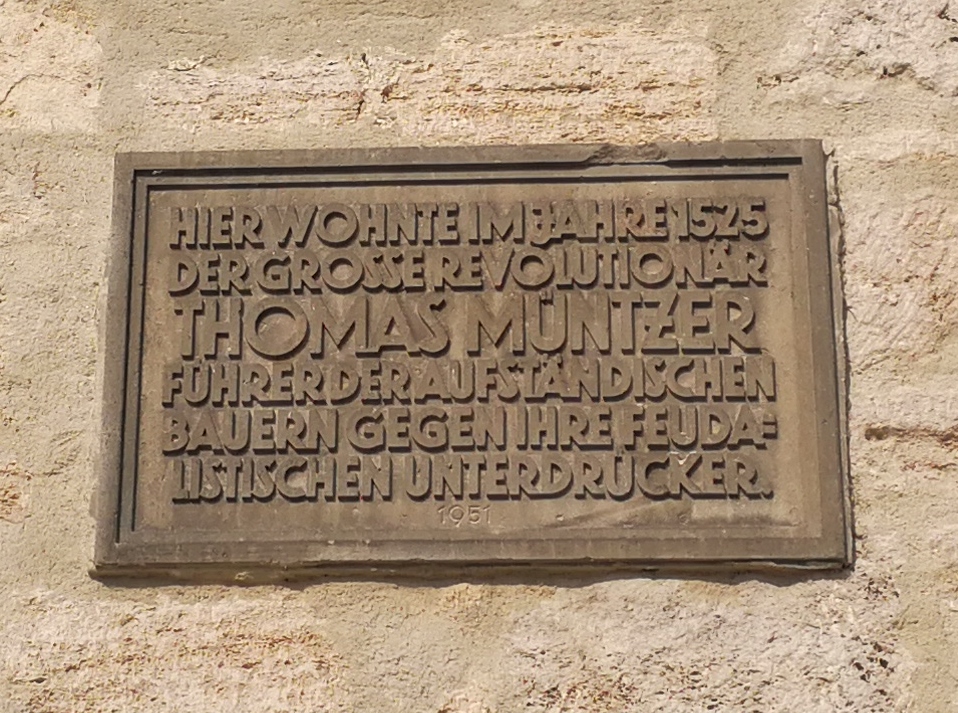 HIER WOHNTE IM JAHRE 1525
DER GROSSE REVOLUTIONÄR
THOMAS MÜNTZER
FÜHRER DER AUFSTÄNDISCHEN
BAUERN GEGEN IHRE FEUDA=
LISTISCHEN UNTERDRÜCKER.
1951